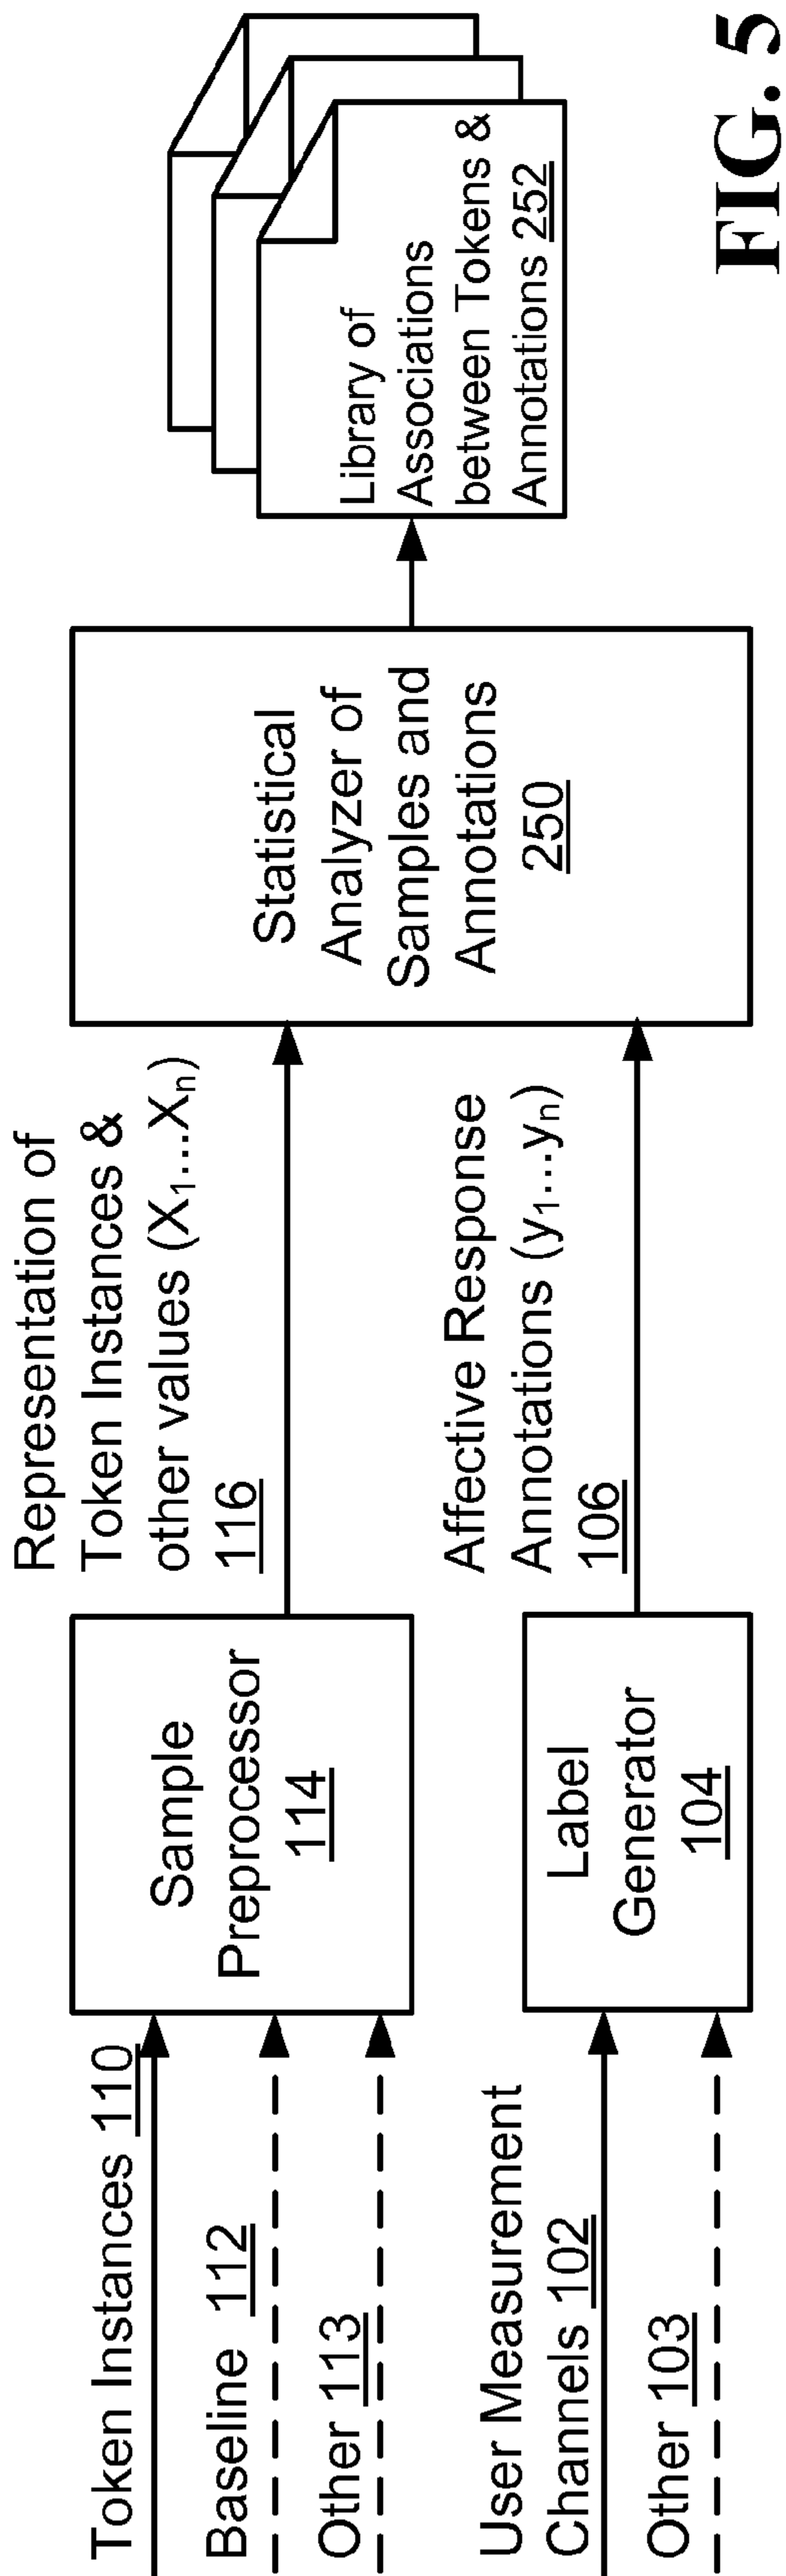 Token Instances 110
Baseline 112
Other 113
Sample
Preprocessor
114
Representation of
Token Instances &
other values (X1...Xn)
116
User Measurement
Channels 102
Other 103
Label
Generator
104
Affective Response
Annotations (y1...yn)
106
Statistical
Analyzer of
Samples and
Annotations
250
Library of
Associations
between Tokens &
Annotations 252
FIG. 5